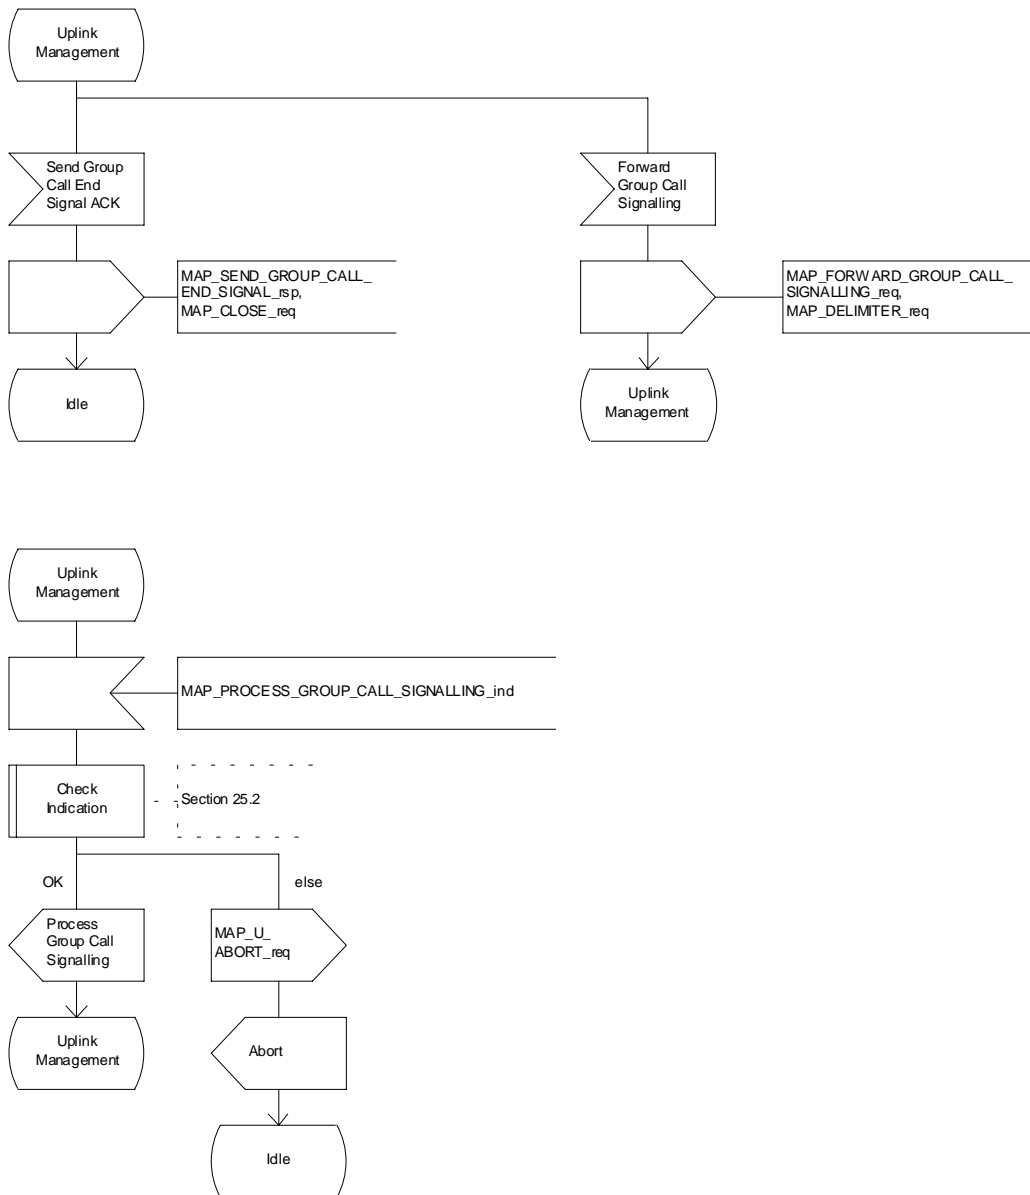 Uplink
Management
Send Group
Call End
Signal ACK
Forward
Group Call
Signalling
MAP_SEND_GROUP_CALL_
END_SIGNAL_rsp,
MAP_CLOSE_req
MAP_FORWARD_GROUP_CALL_
SIGNALLING_req,
MAP_DELIMITER_req
Idle
Uplink
Management
Uplink
Management
MAP_PROCESS_GROUP_CALL_SIGNALLING_ind
Check
Indication
Section 25.2
OK
else
Process
Group Call
Signalling
MAP_U_
ABORT_req
Uplink
Management
Abort
Idle